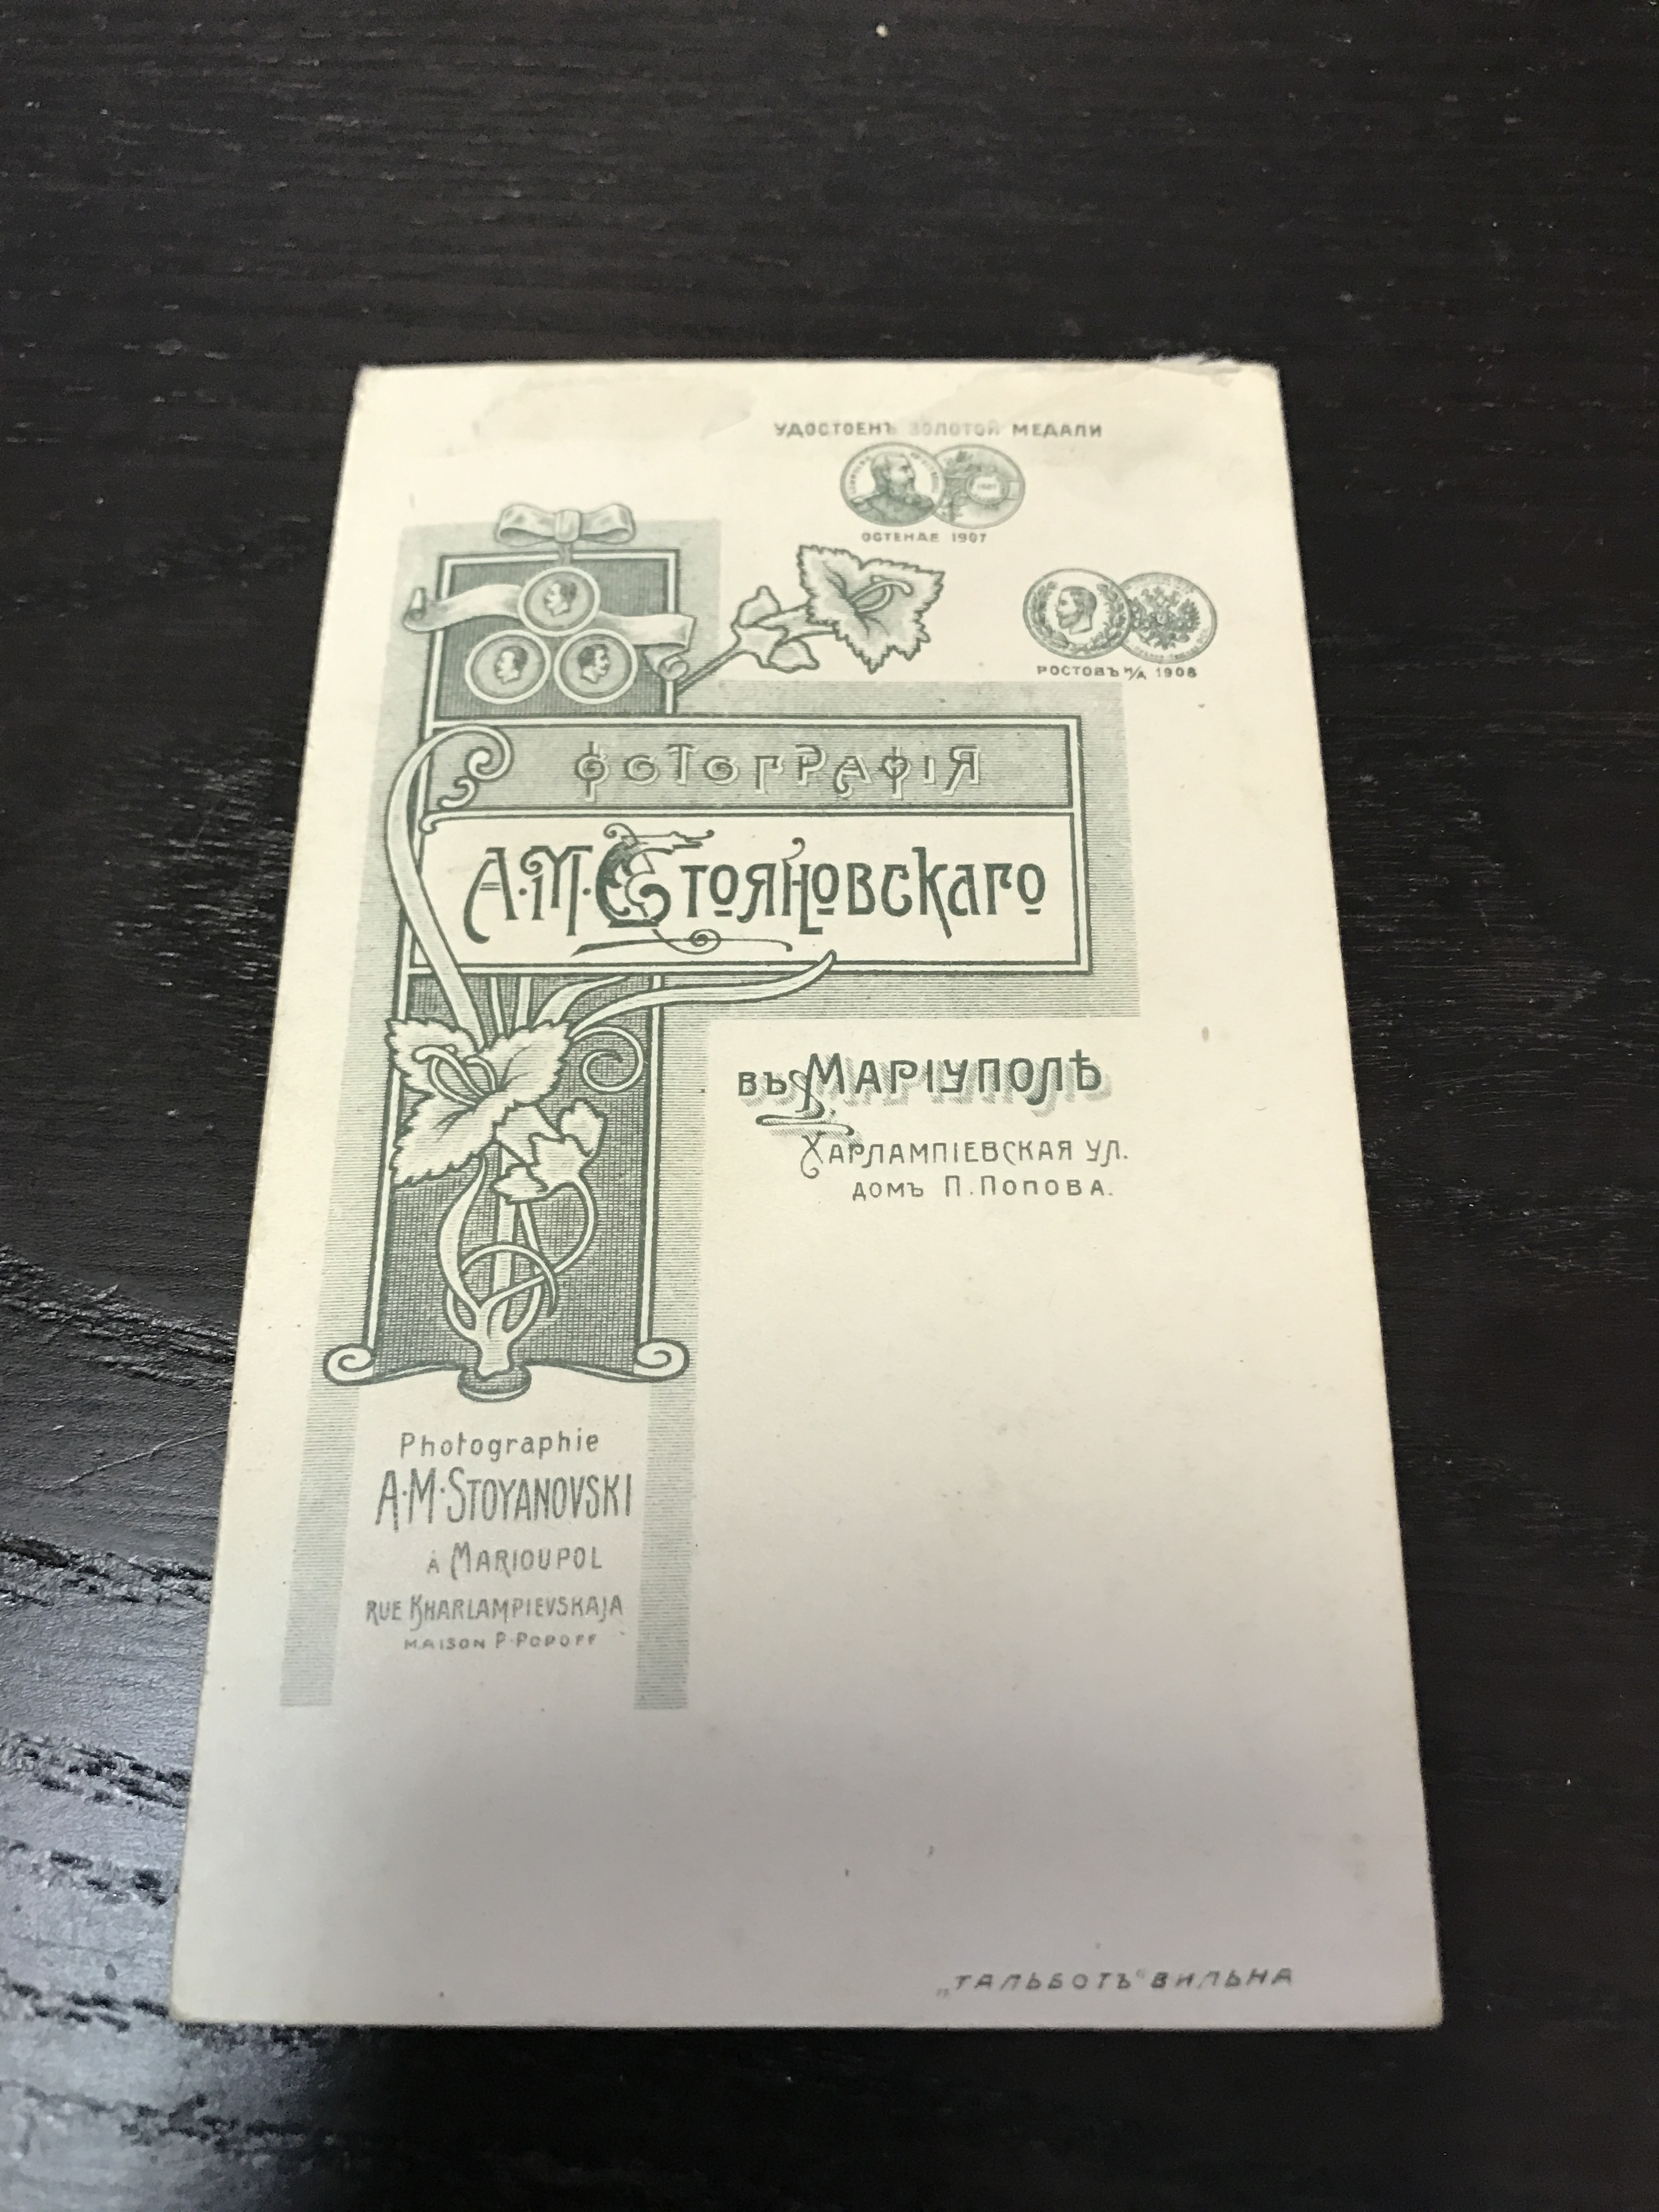 УДОСТОЕНЪ ЗОЛОТОЙ МЕДАЛИ
ОСТЕНДЕ 1907
РОСТОВЪ Н/Д 1908
ФОТОГРАФІЯ
А·М·СТОЯНОВСКАГО
ВЪ МАРІУПОЛѢ
ХАРЛАМПІЕВСКАЯ УЛ.
ДОМЪ П. ПОПОВА.
Photographie
A·M·STOYANOVSKI
À MARIOUPOL
RUE KHARLAMPIEVSKAJA
MAISON P·POPOFF
„ТАЛЬБОТЪ“ ВИЛЬНА